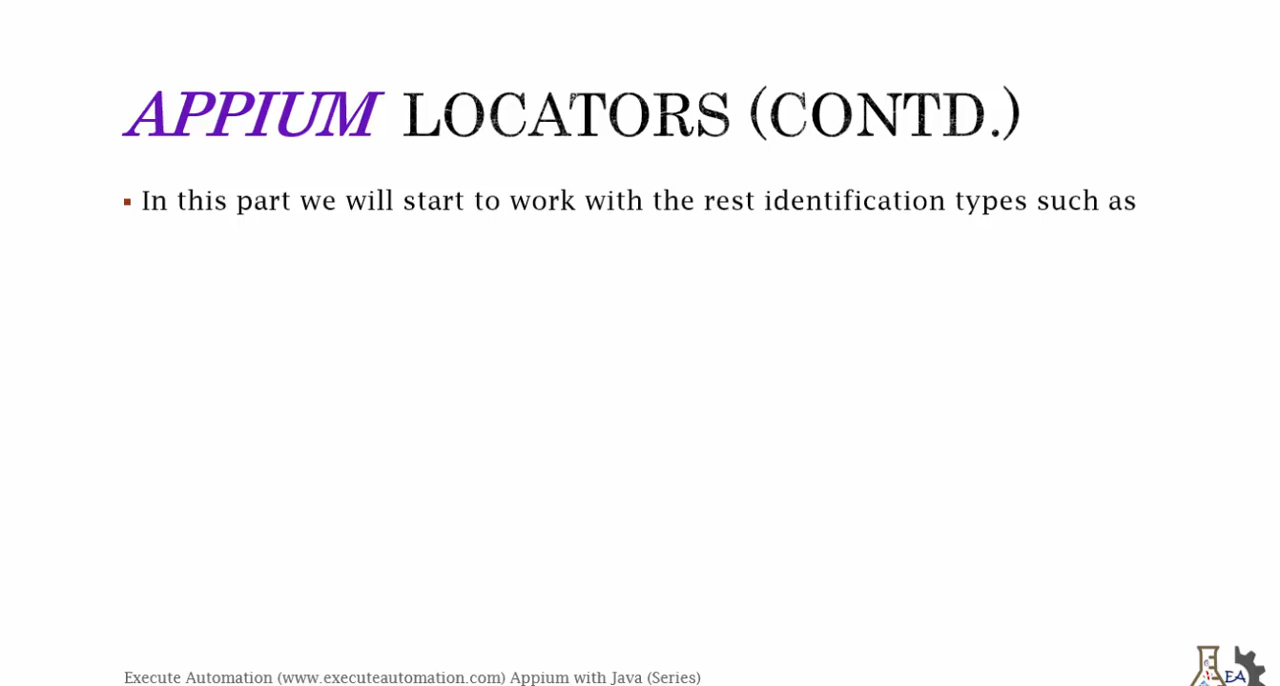 APPIUM LOCATORS (CONTD.)
▪ In this part we will start to work with the rest identification types such as
Execute Automation (www.executeautomation.com) Appium with Java (Series)
EA